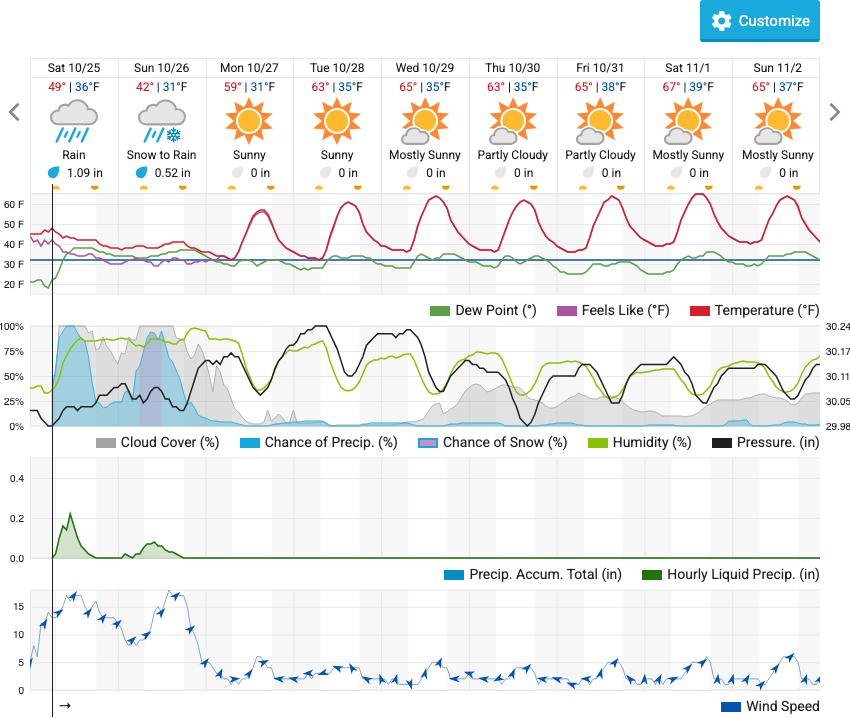 Customize
Sat 10/25 Sun 10/26 Mon 10/27 Tue 10/28 Wed 10/29 Thu 10/30 Fri 10/31 Sat 11/1 Sun 11/2
49° | 36°F 42° | 31°F 59° | 31°F 63° | 35°F 65° | 35°F 63° | 35°F 65° | 38°F 67° | 39°F 65° | 37°F
Rain Snow to Rain Sunny Sunny Mostly Sunny Partly Cloudy Partly Cloudy Mostly Sunny Mostly Sunny
1.09 in 0.52 in 0 in 0 in 0 in 0 in 0 in 0 in 0 in
60 F
50 F
40 F
30 F
20 F
Dew Point (°) Feels Like (°F) Temperature (°F)
100% 30.24
75% 30.17
50% 30.11
25% 30.05
0% 29.98
Cloud Cover (%) Chance of Precip. (%) Chance of Snow (%) Humidity (%) Pressure. (in)
0.4
0.2
0.0
Precip. Accum. Total (in) Hourly Liquid Precip. (in)
15
10
5
0
→
Wind Speed